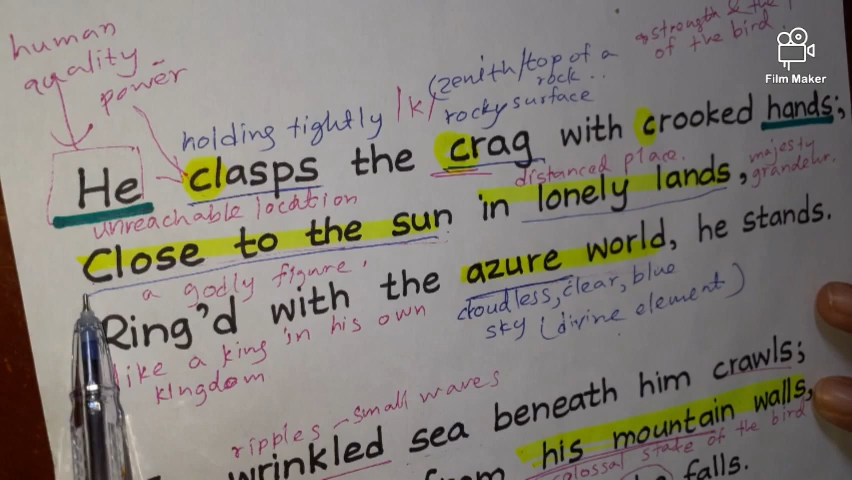 human
quality
power
strength & the
of the bird.
Film Maker
(zenith/top of a
rock..
holding tightly /k/ rocky surface
He clasps the crag with crooked hands;
unreachable location
distanced place.
majesty
grandeur.
Close to the sun in lonely lands,
a godly figure.
Ring'd with the azure world, he stands.
like a king in his own
kingdom
cloudless, clear, blue
sky (divine element)
ripples - small waves
wrinkled sea beneath him crawls;
his mountain walls,
colossal state of the bird
he falls.